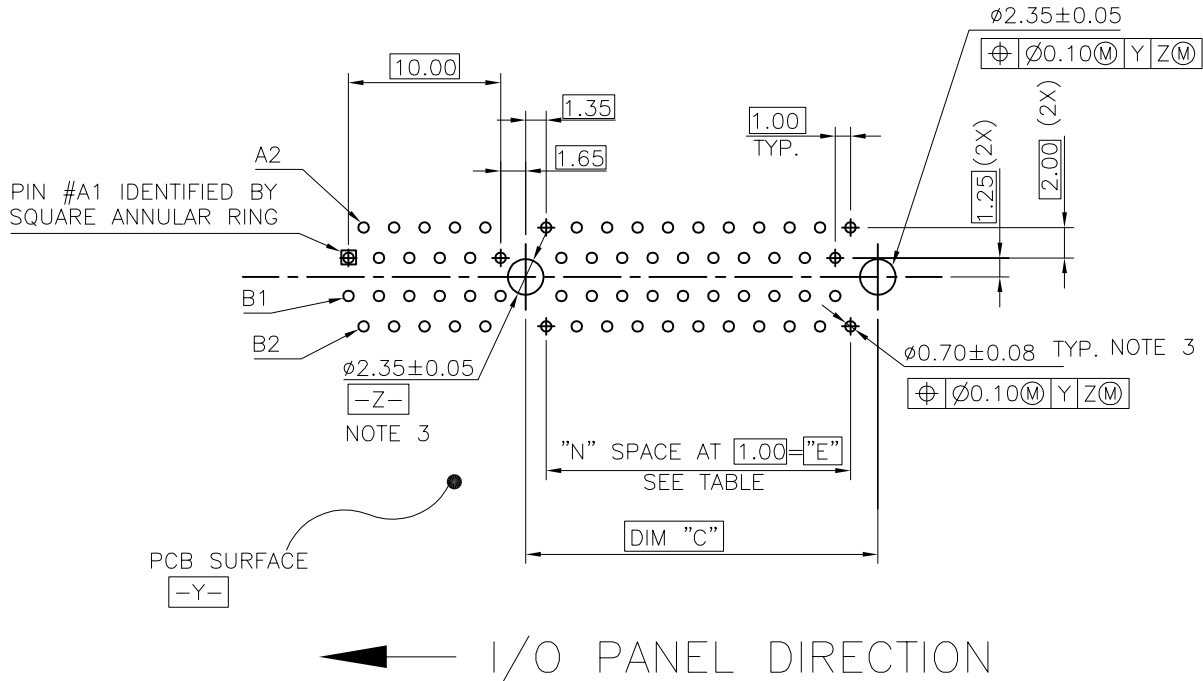 ø2.35±0.05
⌖ Ø0.10Ⓜ Y ZⓂ
10.00
1.35
1.00
TYP.
1.65
1.25 (2X)
2.00 (2X)
A2
PIN #A1 IDENTIFIED BY
SQUARE ANNULAR RING
B1
B2
ø2.35±0.05
-Z-
NOTE 3
ø0.70±0.08 TYP. NOTE 3
⌖ Ø0.10Ⓜ Y ZⓂ
"N" SPACE AT 1.00="E"
SEE TABLE
DIM "C"
PCB SURFACE
-Y-
I/O PANEL DIRECTION